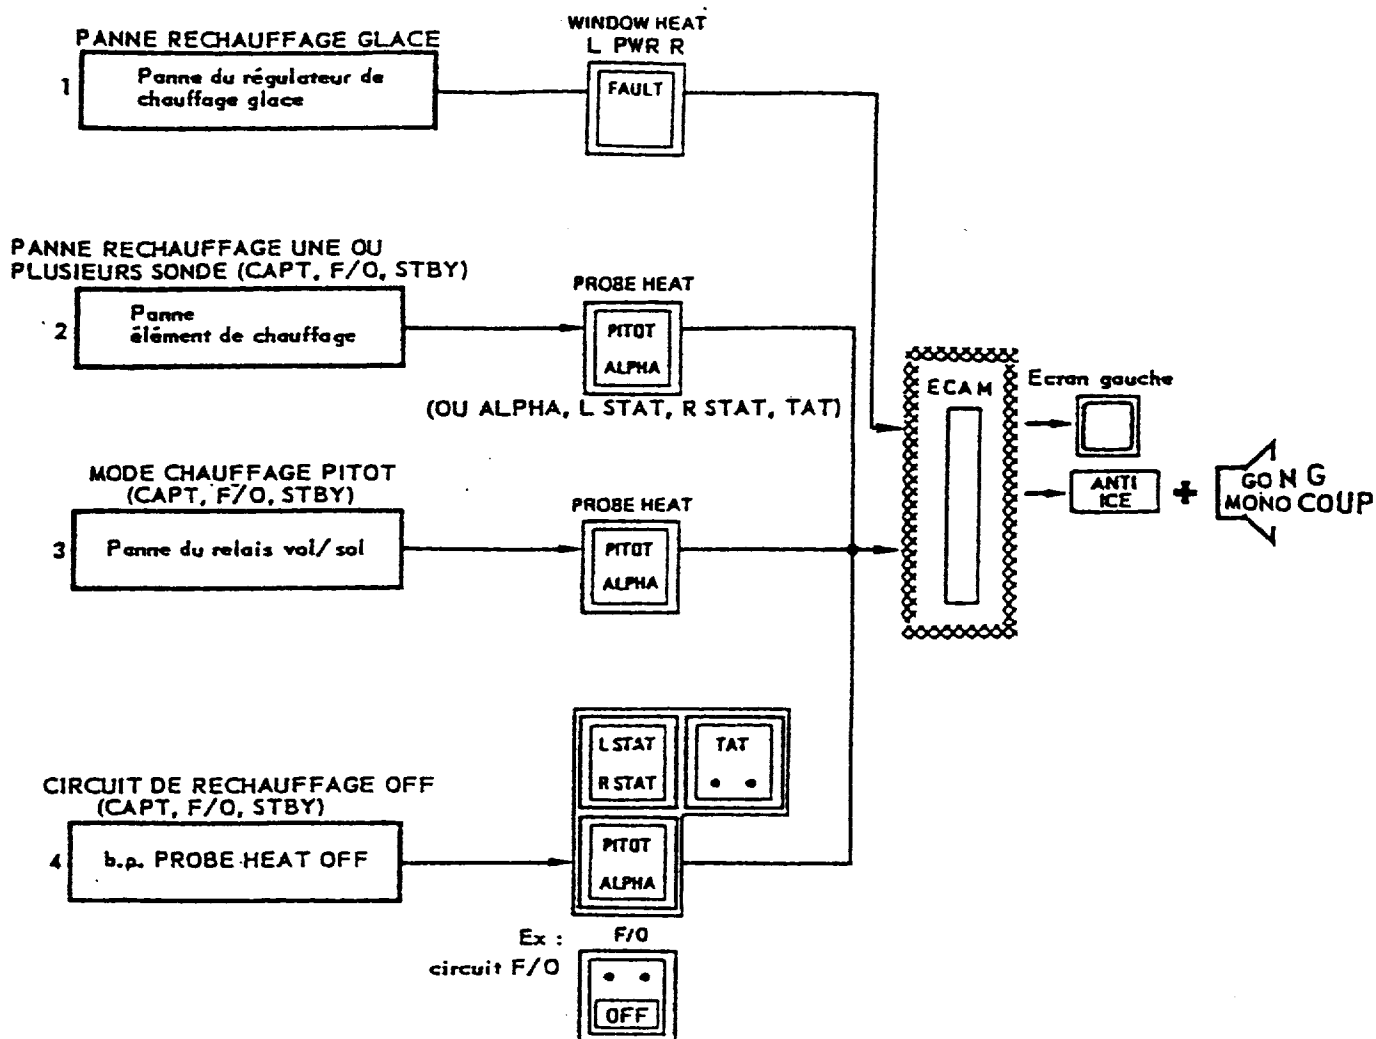 WINDOW HEAT
L PWR R
PANNE RECHAUFFAGE GLACE
1
Panne du régulateur de
chauffage glace
FAULT
PANNE RECHAUFFAGE UNE OU
PLUSIEURS SONDE (CAPT, F/O, STBY)
2
Panne
élément de chauffage
PROBE HEAT
PITOT
ALPHA
(OU ALPHA, L STAT, R STAT, TAT)
ECAM
Ecran gauche
ANTI
ICE
+
GONG
MONO COUP
MODE CHAUFFAGE PITOT
(CAPT, F/O, STBY)
3
Panne du relais vol/sol
PROBE HEAT
PITOT
ALPHA
CIRCUIT DE RECHAUFFAGE OFF
(CAPT, F/O, STBY)
4
b.p. PROBE HEAT OFF
L STAT
R STAT
TAT
PITOT
ALPHA
Ex :
circuit F/O
F/O
OFF